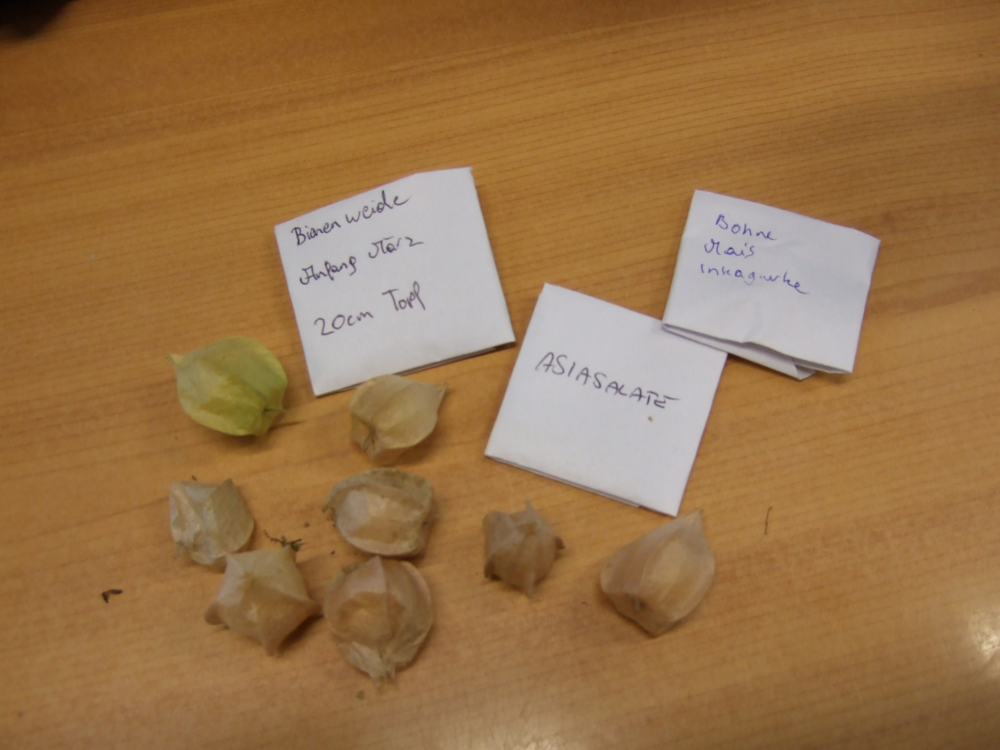 Bienenweide
Anfang März
20cm Topf
Bohne
Mais
inkagurke
ASIASALATE